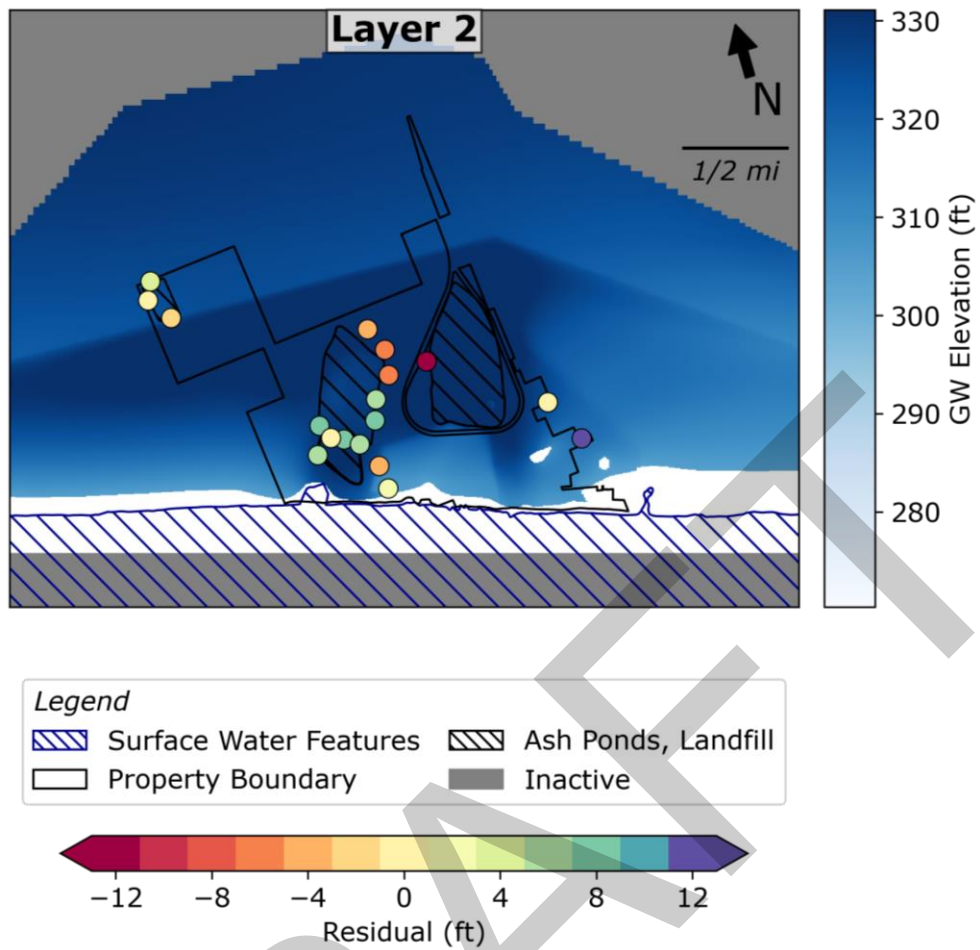 Layer 2
N
1/2 mi
330
320
310
300
290
280
GW Elevation (ft)
Legend
Surface Water Features
Ash Ponds, Landfill
Property Boundary
Inactive
−12 −8 −4 0 4 8 12
Residual (ft)
DRAFT